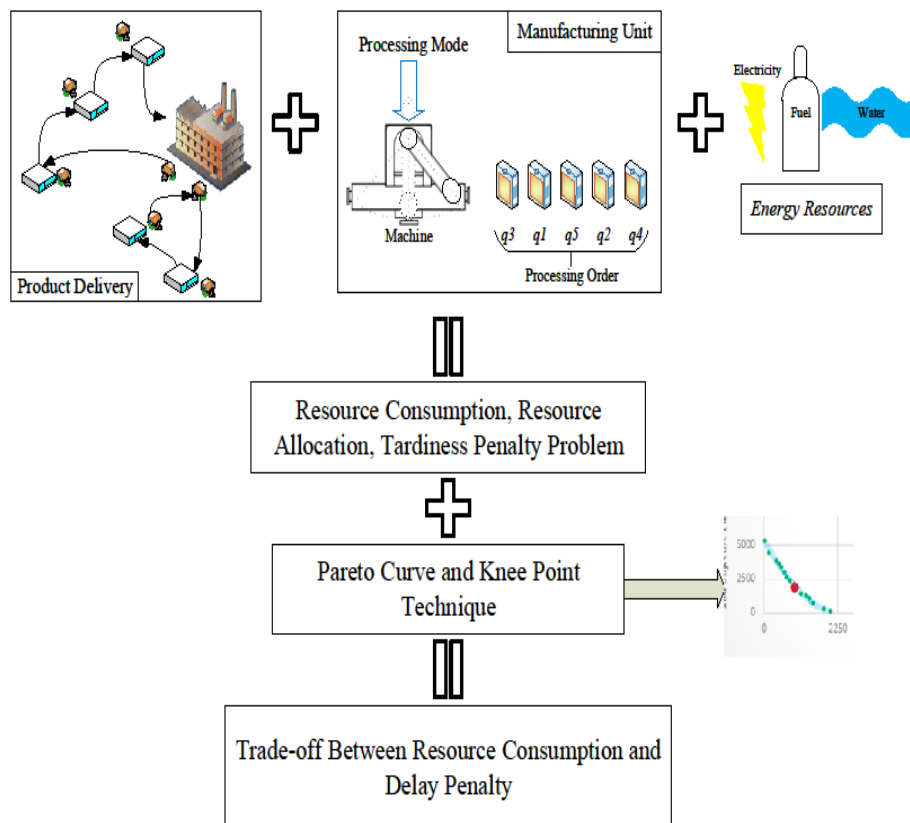 Product Delivery
Manufacturing Unit
Processing Mode
Machine
q3 q1 q5 q2 q4
Processing Order
Electricity
Fuel
Water
Energy Resources
Resource Consumption, Resource
Allocation, Tardiness Penalty Problem
Pareto Curve and Knee Point
Technique
5000
2500
0
0 2250
Trade-off Between Resource Consumption and
Delay Penalty